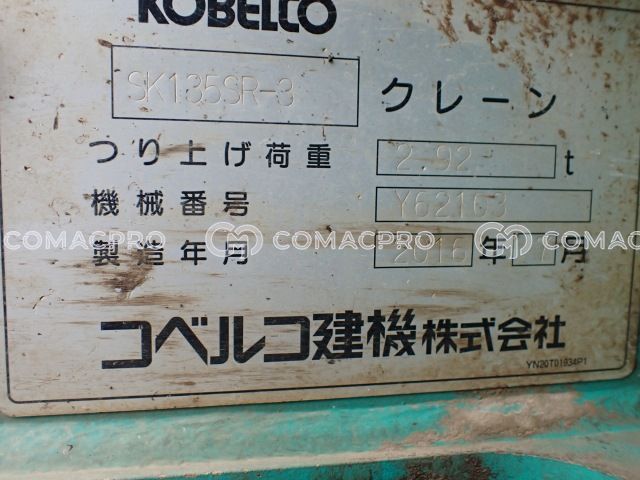 KOBELCO
SK135SR-3 クレーン
つり上げ荷重 2.92 t
機械番号
COMACPRO COMACPRO COMACPRO
製造年月 2016 年 月
コベルコ建機株式会社
YN20T01934P1